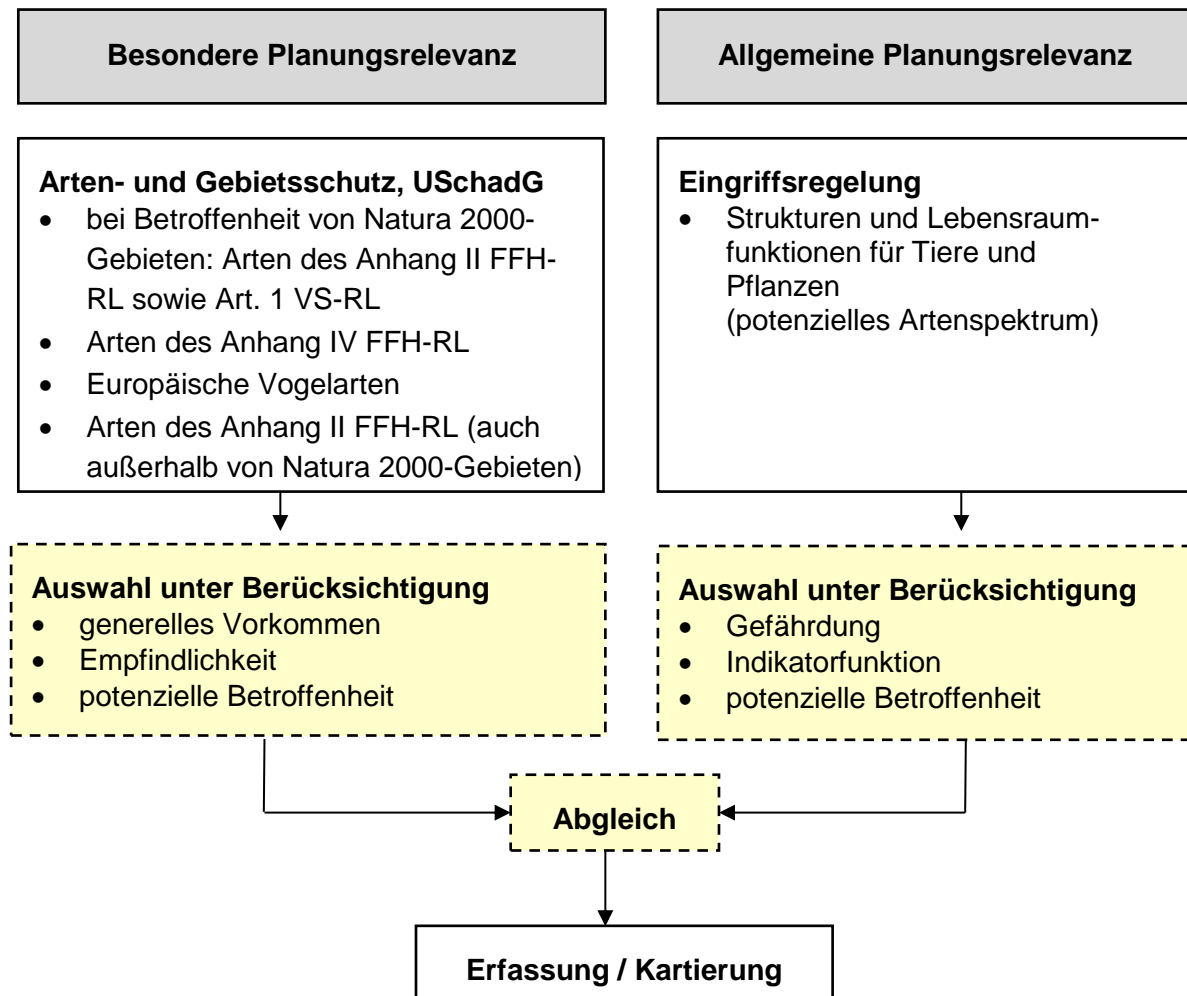 Besondere Planungsrelevanz
Allgemeine Planungsrelevanz
Arten- und Gebietsschutz, USchadG
• bei Betroffenheit von Natura 2000-
Gebieten: Arten des Anhang II FFH-
RL sowie Art. 1 VS-RL
• Arten des Anhang IV FFH-RL
• Europäische Vogelarten
• Arten des Anhang II FFH-RL (auch
außerhalb von Natura 2000-Gebieten)
Eingriffsregelung
• Strukturen und Lebensraum-
funktionen für Tiere und
Pflanzen
(potenzielles Artenspektrum)
Auswahl unter Berücksichtigung
• generelles Vorkommen
• Empfindlichkeit
• potenzielle Betroffenheit
Auswahl unter Berücksichtigung
• Gefährdung
• Indikatorfunktion
• potenzielle Betroffenheit
Abgleich
Erfassung / Kartierung